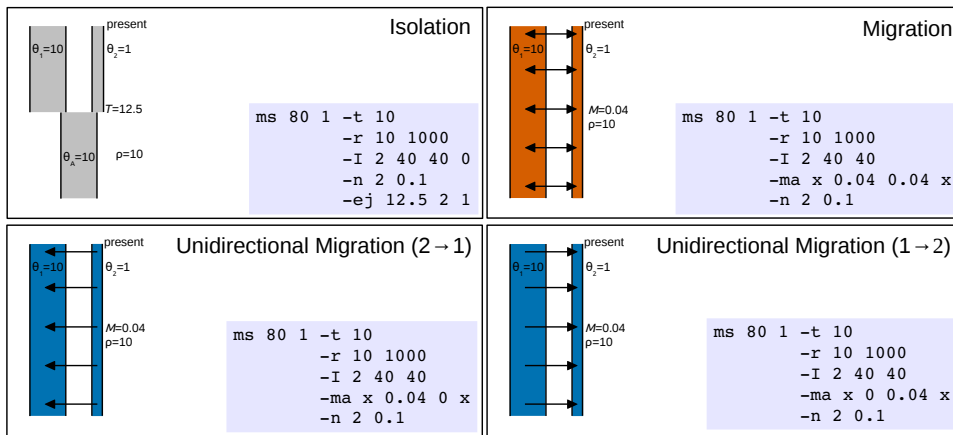 present
Isolation
θ₁=10
θ₂=1
T=12.5
θA=10
ρ=10
ms 80 1 -t 10
-r 10 1000
-I 2 40 40 0
-n 2 0.1
-ej 12.5 2 1
present
Migration
θ₁=10
θ₂=1
M=0.04
ρ=10
ms 80 1 -t 10
-r 10 1000
-I 2 40 40
-ma x 0.04 0.04 x
-n 2 0.1
present
Unidirectional Migration (2→1)
θ₁=10
θ₂=1
M=0.04
ρ=10
ms 80 1 -t 10
-r 10 1000
-I 2 40 40
-ma x 0.04 0 x
-n 2 0.1
present
Unidirectional Migration (1→2)
θ₁=10
θ₂=1
M=0.04
ρ=10
ms 80 1 -t 10
-r 10 1000
-I 2 40 40
-ma x 0 0.04 x
-n 2 0.1